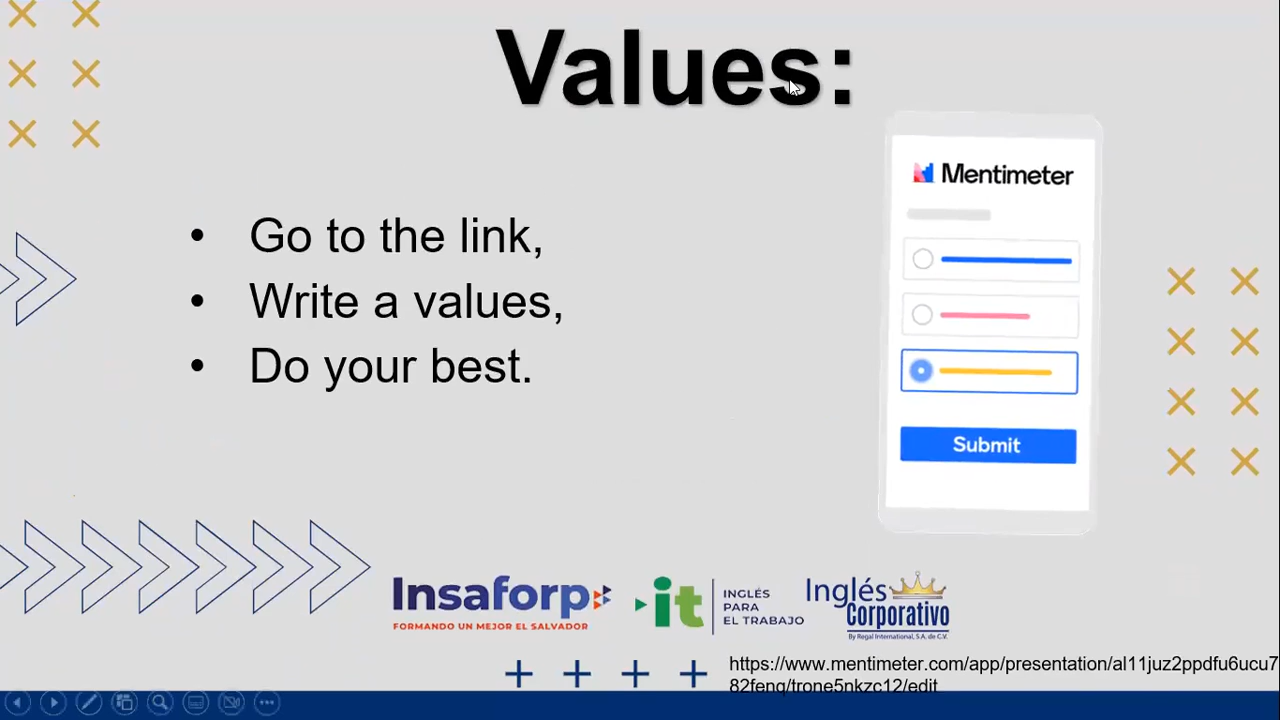 Values:
Mentimeter
• Go to the link,
• Write a values,
• Do your best.
Submit
Insaforp
FORMANDO UN MEJOR EL SALVADOR
it
INGLÉS
PARA
EL TRABAJO
Inglés
Corporativo
By Regal International, S.A. de C.V.
https://www.mentimeter.com/app/presentation/al11juz2ppdfu6ucu7
82fenq/trone5nkzc12/edit